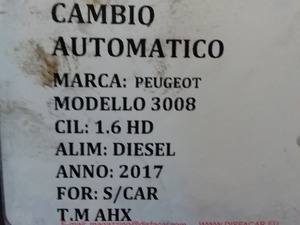 CAMBIO
AUTOMATICO
MARCA: PEUGEOT
MODELLO 3008
CIL: 1.6 HD
ALIM: DIESEL
ANNO: 2017
FOR: S/CAR
T.M AHX